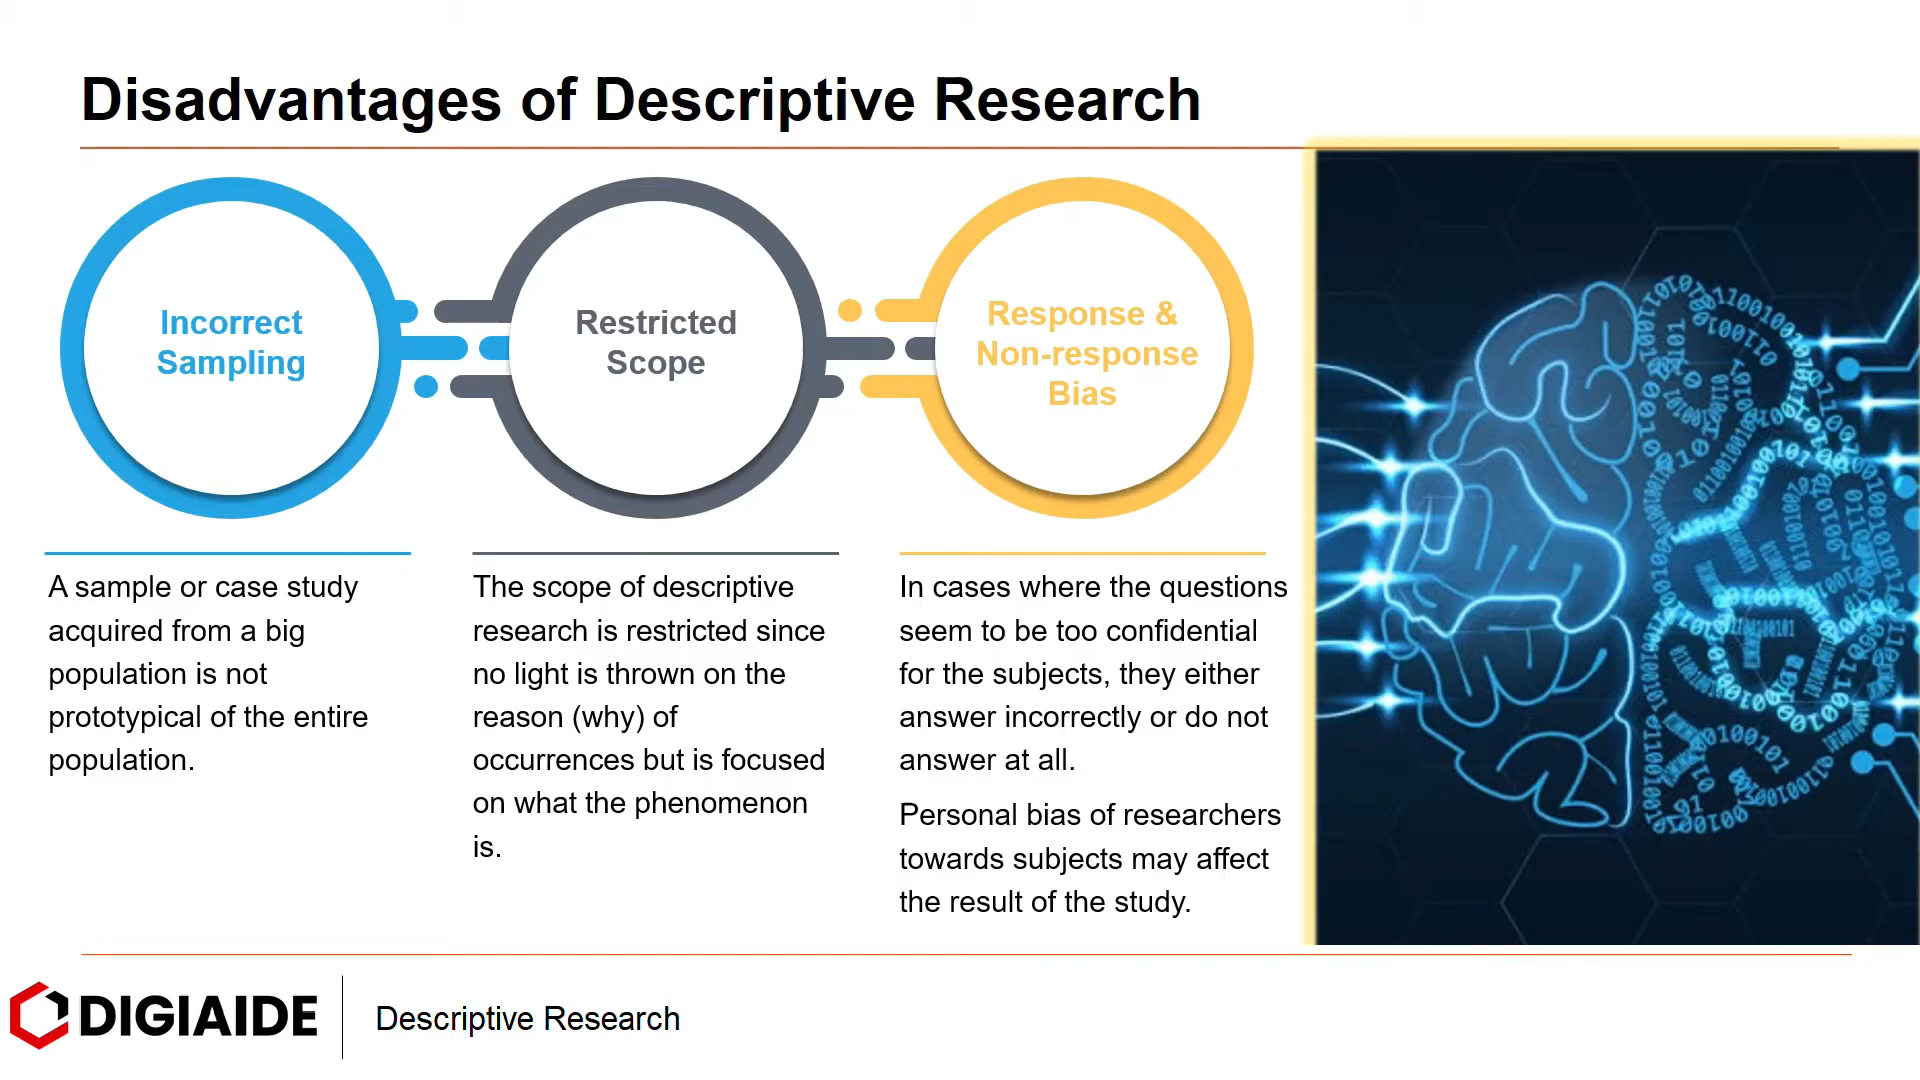 Disadvantages of Descriptive Research
Incorrect
Sampling
Restricted
Scope
Response &
Non-response
Bias
A sample or case study
acquired from a big
population is not
prototypical of the entire
population.
The scope of descriptive
research is restricted since
no light is thrown on the
reason (why) of
occurrences but is focused
on what the phenomenon
is.
In cases where the questions
seem to be too confidential
for the subjects, they either
answer incorrectly or do not
answer at all.
Personal bias of researchers
towards subjects may affect
the result of the study.
DIGIAIDE
Descriptive Research